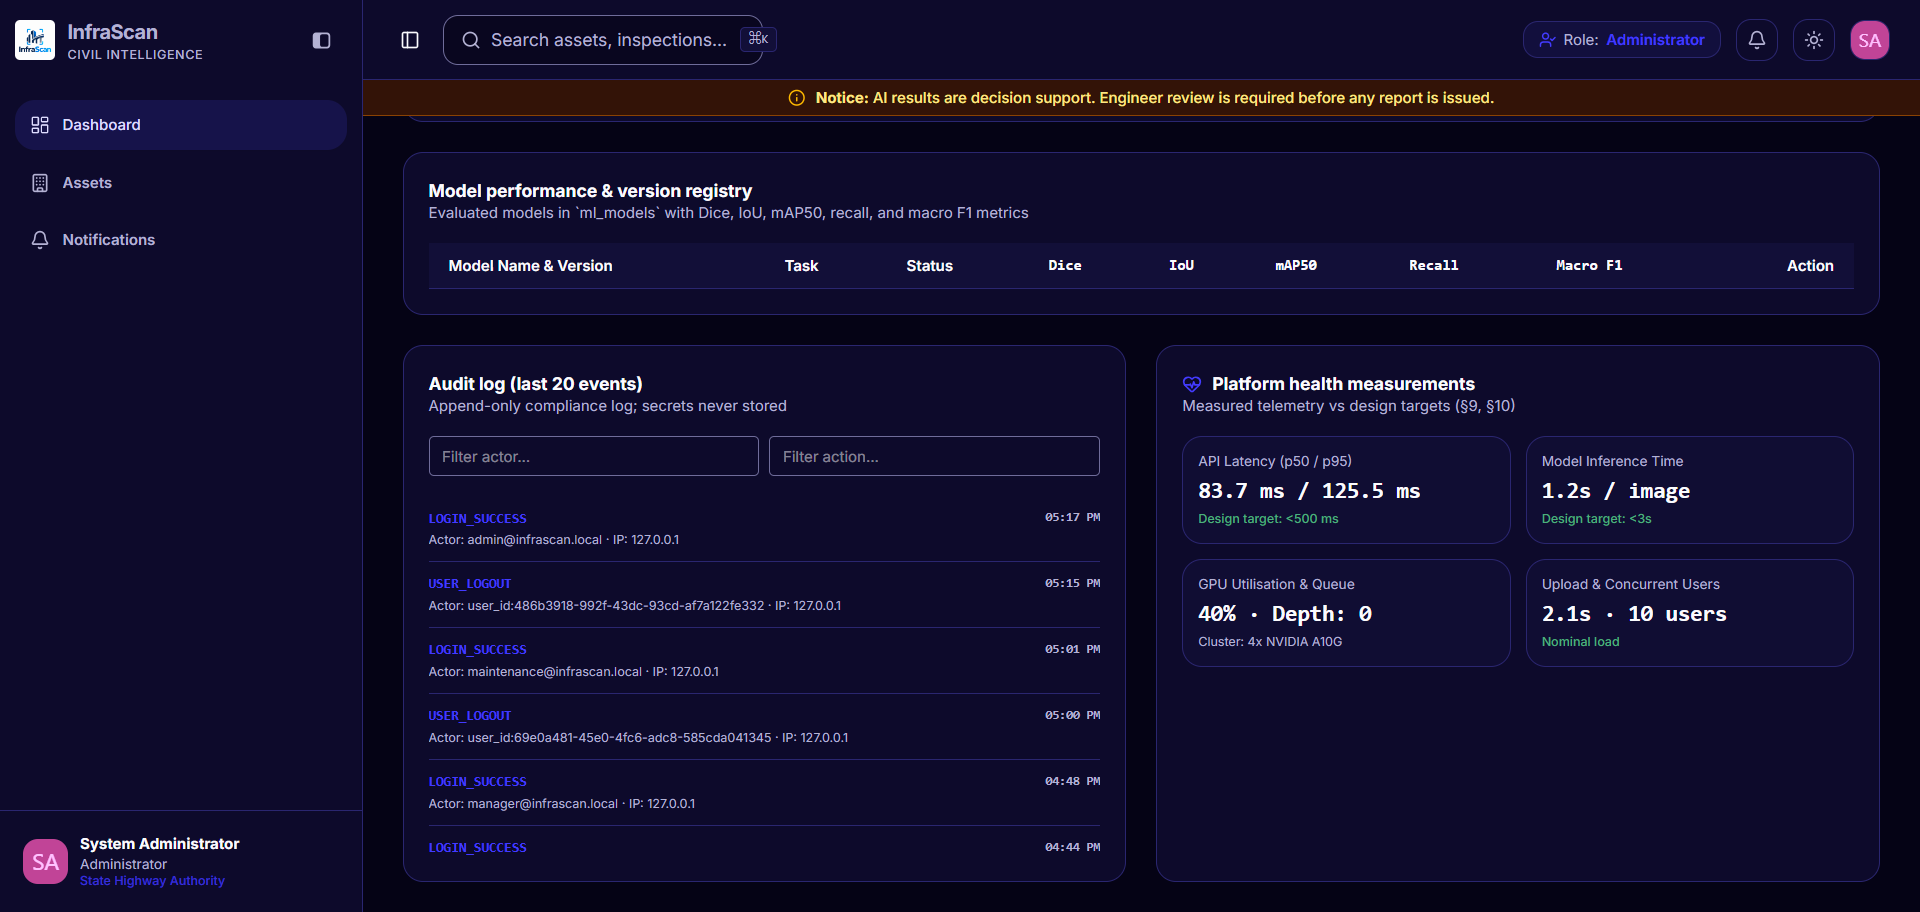 InfraScan
CIVIL INTELLIGENCE
InfraScan
Dashboard
Assets
Notifications
System Administrator
Administrator
State Highway Authority
SA
Search assets, inspections...
⌘K
Role: Administrator
SA
Notice: AI results are decision support. Engineer review is required before any report is issued.
Model performance & version registry
Evaluated models in `ml_models` with Dice, IoU, mAP50, recall, and macro F1 metrics
Model Name & Version Task Status Dice IoU mAP50 Recall Macro F1 Action
Audit log (last 20 events)
Append-only compliance log; secrets never stored
Filter actor... Filter action...
LOGIN_SUCCESS 05:17 PM
Actor: admin@infrascan.local · IP: 127.0.0.1
USER_LOGOUT 05:15 PM
Actor: user_id:486b3918-992f-43dc-93cd-af7a122fe332 · IP: 127.0.0.1
LOGIN_SUCCESS 05:01 PM
Actor: maintenance@infrascan.local · IP: 127.0.0.1
USER_LOGOUT 05:00 PM
Actor: user_id:69e0a481-45e0-4fc6-adc8-585cda041345 · IP: 127.0.0.1
LOGIN_SUCCESS 04:48 PM
Actor: manager@infrascan.local · IP: 127.0.0.1
LOGIN_SUCCESS 04:44 PM
Platform health measurements
Measured telemetry vs design targets (§9, §10)
API Latency (p50 / p95)
83.7 ms / 125.5 ms
Design target: <500 ms
Model Inference Time
1.2s / image
Design target: <3s
GPU Utilisation & Queue
40% · Depth: 0
Cluster: 4x NVIDIA A10G
Upload & Concurrent Users
2.1s · 10 users
Nominal load